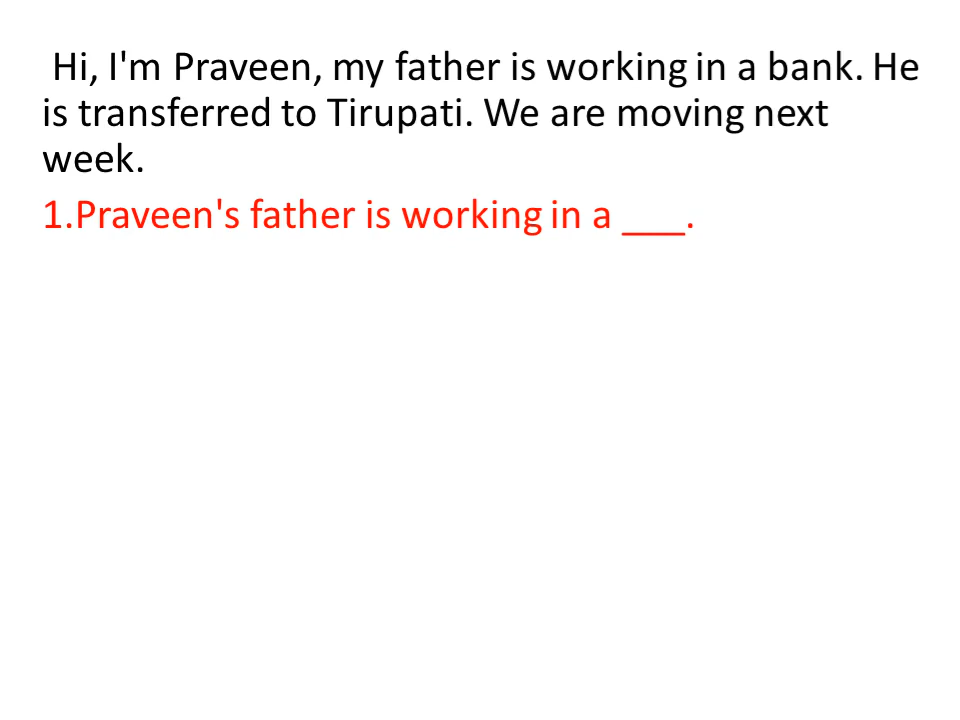 Hi, I'm Praveen, my father is working in a bank. He
is transferred to Tirupati. We are moving next
week.
1.Praveen's father is working in a ___.